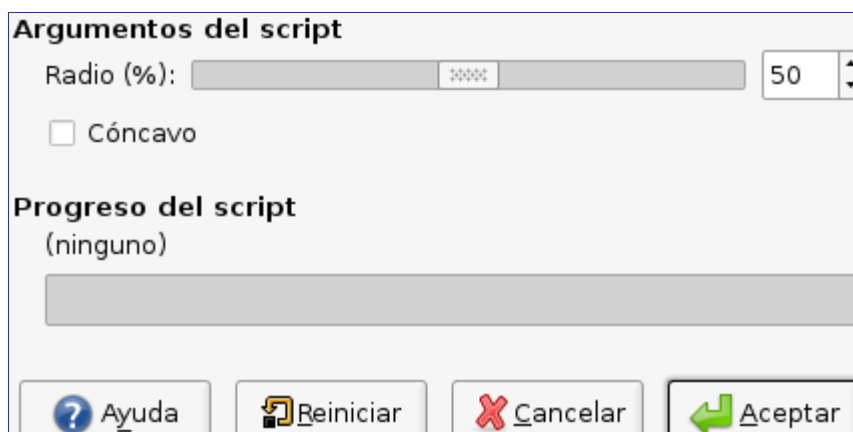 Argumentos del script
Radio (%): 50
Cóncavo
Progreso del script
(ninguno)
Ayuda Reiniciar Cancelar Aceptar